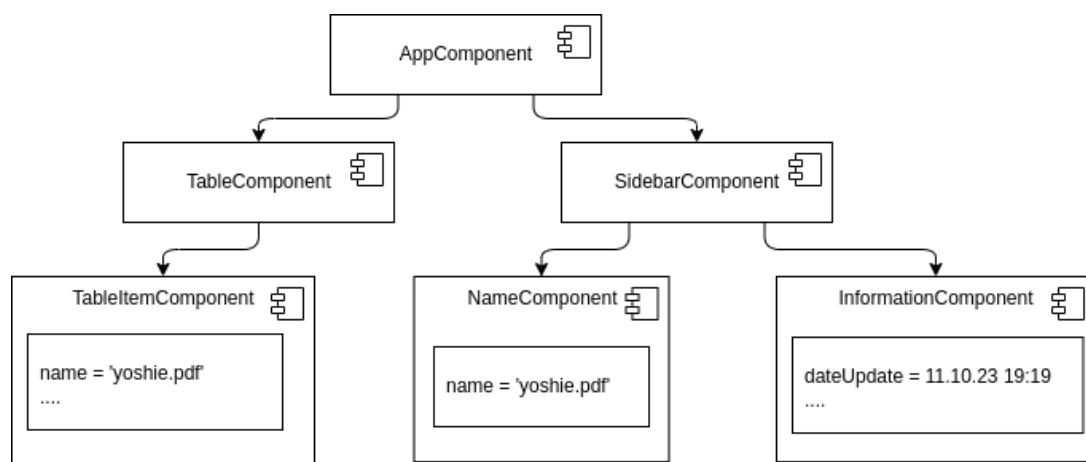 AppComponent
TableComponent
SidebarComponent
TableItemComponent
name = 'yoshie.pdf'
....
NameComponent
name = 'yoshie.pdf'
InformationComponent
dateUpdate = 11.10.23 19:19
....